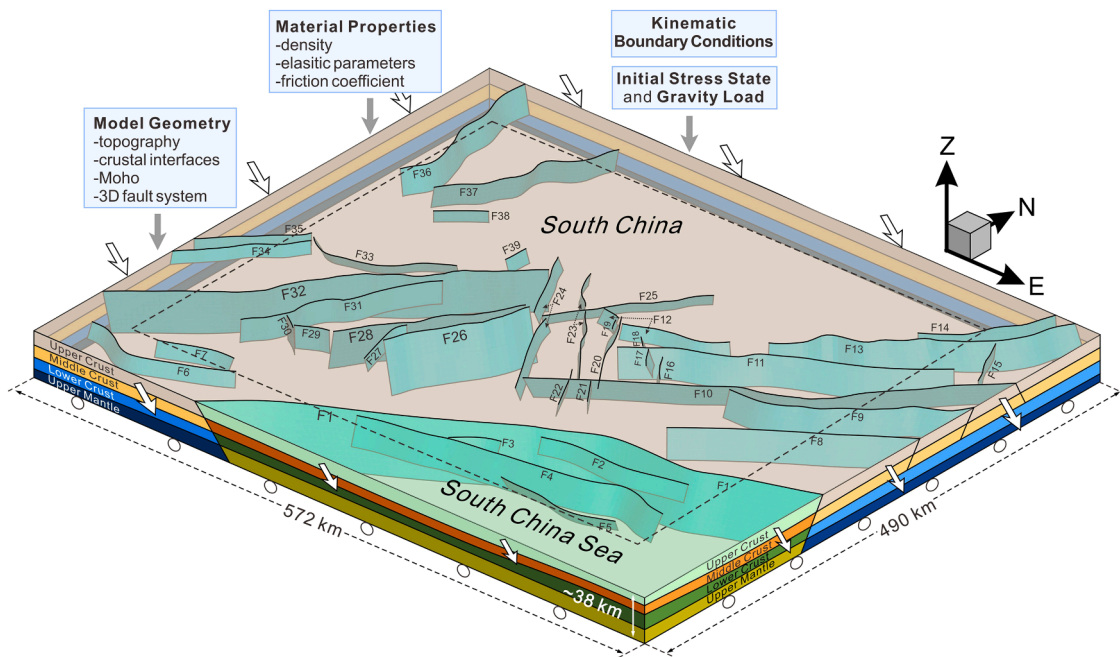 Material Properties
-density
-elasitic parameters
-friction coefficient
Kinematic
Boundary Conditions
Initial Stress State
and Gravity Load
Model Geometry
-topography
-crustal interfaces
-Moho
-3D fault system
Z
N
E
South China
F36
F37
F38
F35
F34
F33
F39
F32
F31
F30
F29
F28
F27
F26
F24
F25
F23
F19
F12
F18
F17
F16
F20
F22
F21
F14
F13
F11
F15
F10
F9
F8
F7
F6
F1
F3
F2
F4
F1
F5
South China Sea
Upper Crust
Middle Crust
Lower Crust
Upper Mantle
Upper Crust
Middle Crust
Lower Crust
Upper Mantle
572 km
490 km
~38 km